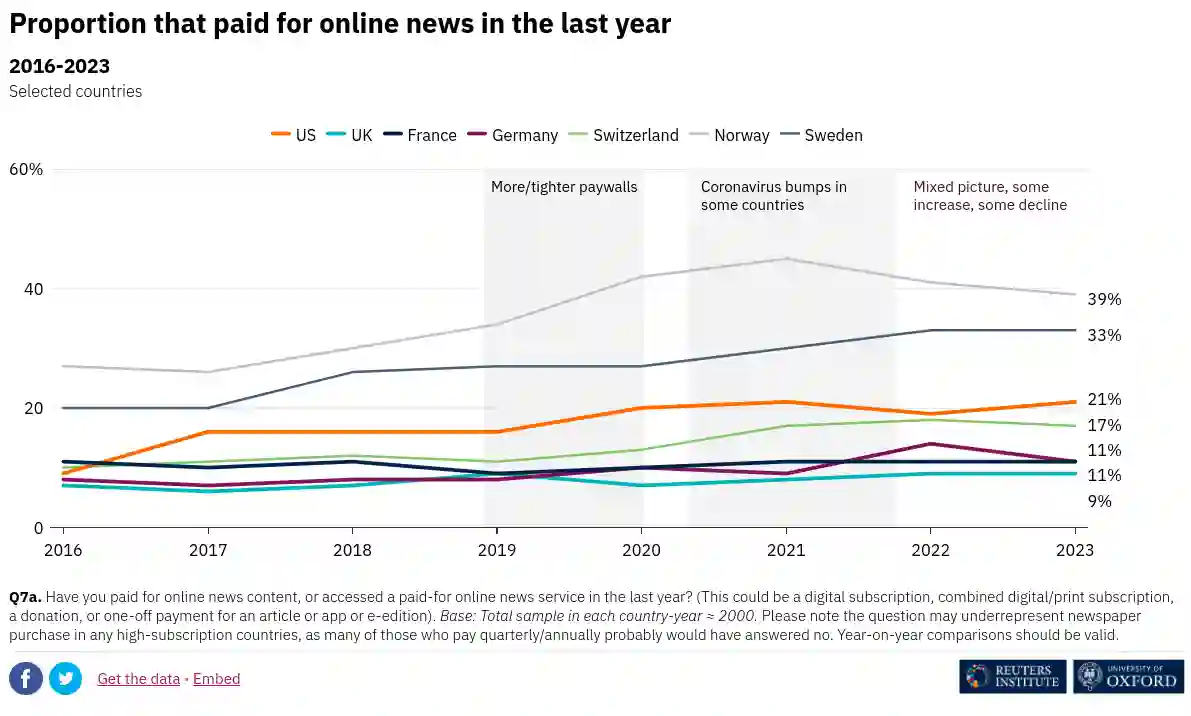 Proportion that paid for online news in the last year
2016-2023
Selected countries
US UK France Germany Switzerland Norway Sweden
60%
More/tighter paywalls
Coronavirus bumps in
some countries
Mixed picture, some
increase, some decline
40
39%
33%
20
21%
17%
11%
11%
9%
0
2016 2017 2018 2019 2020 2021 2022 2023
Q7a. Have you paid for online news content, or accessed a paid-for online news service in the last year? (This could be a digital subscription, combined digital/print subscription,
a donation, or one-off payment for an article or app or e-edition). Base: Total sample in each country-year ≈ 2000. Please note the question may underrepresent newspaper
purchase in any high-subscription countries, as many of those who pay quarterly/annually probably would have answered no. Year-on-year comparisons should be valid.
Get the data • Embed
REUTERS
INSTITUTE
UNIVERSITY OF
OXFORD